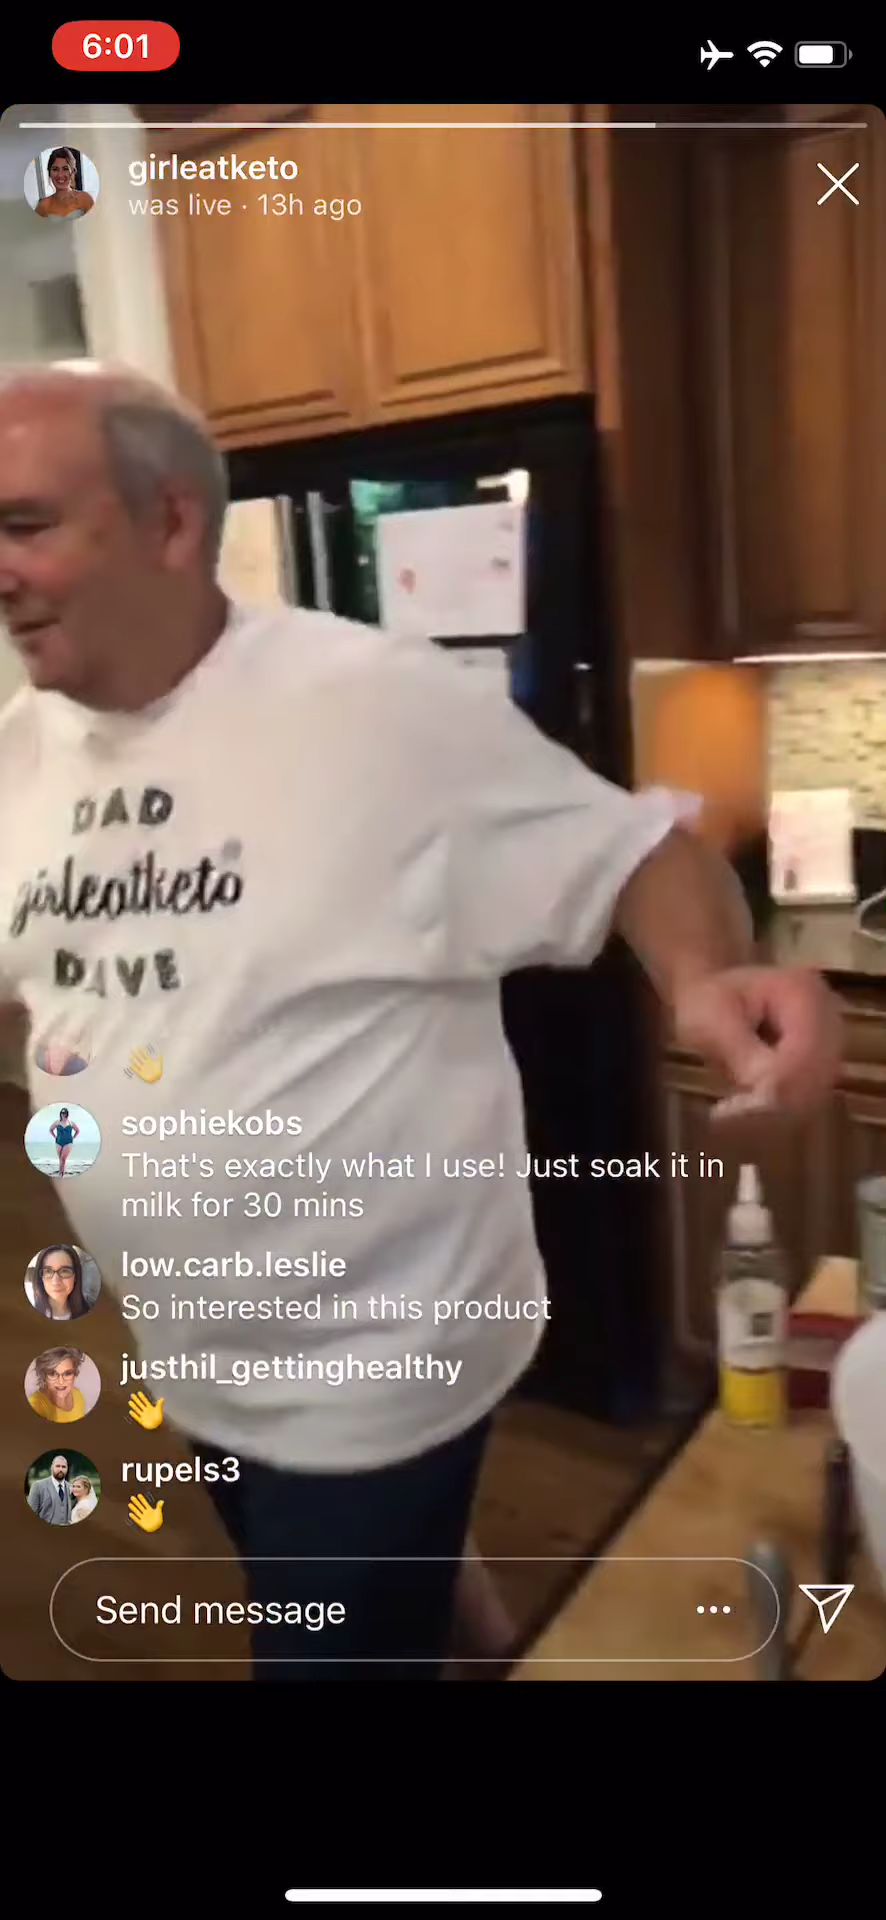 6:01
girleatketo
was live · 13h ago
DAD
girleatketo
DAVE
👋
sophiekobs
That's exactly what I use! Just soak it in
milk for 30 mins
low.carb.leslie
So interested in this product
justhil_gettinghealthy
👋
rupels3
👋
Send message